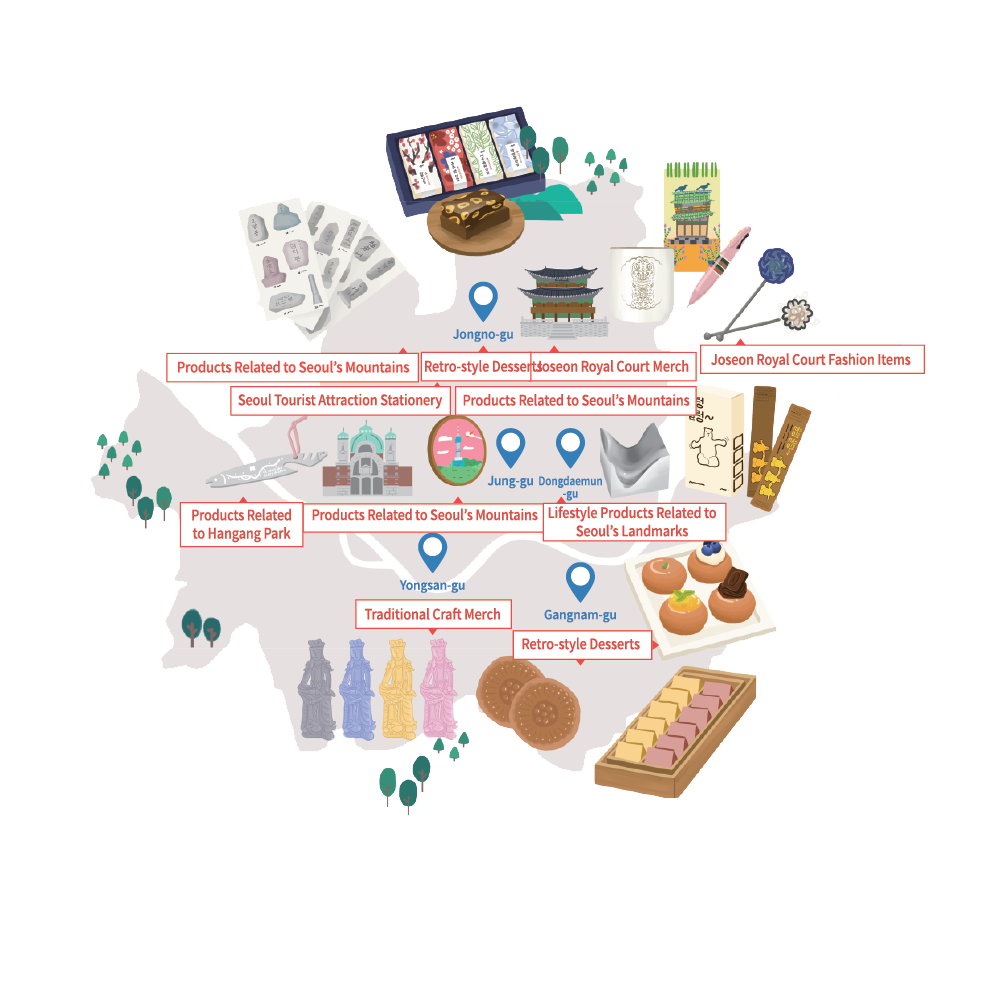 Jongno-gu
Products Related to Seoul's Mountains
Retro-style Desserts
Joseon Royal Court Merch
Joseon Royal Court Fashion Items
Seoul Tourist Attraction Stationery
Products Related to Seoul's Mountains
Jung-gu
Dongdaemun
-gu
Products Related
to Hangang Park
Products Related to Seoul's Mountains
Lifestyle Products Related to
Seoul's Landmarks
Yongsan-gu
Gangnam-gu
Traditional Craft Merch
Retro-style Desserts